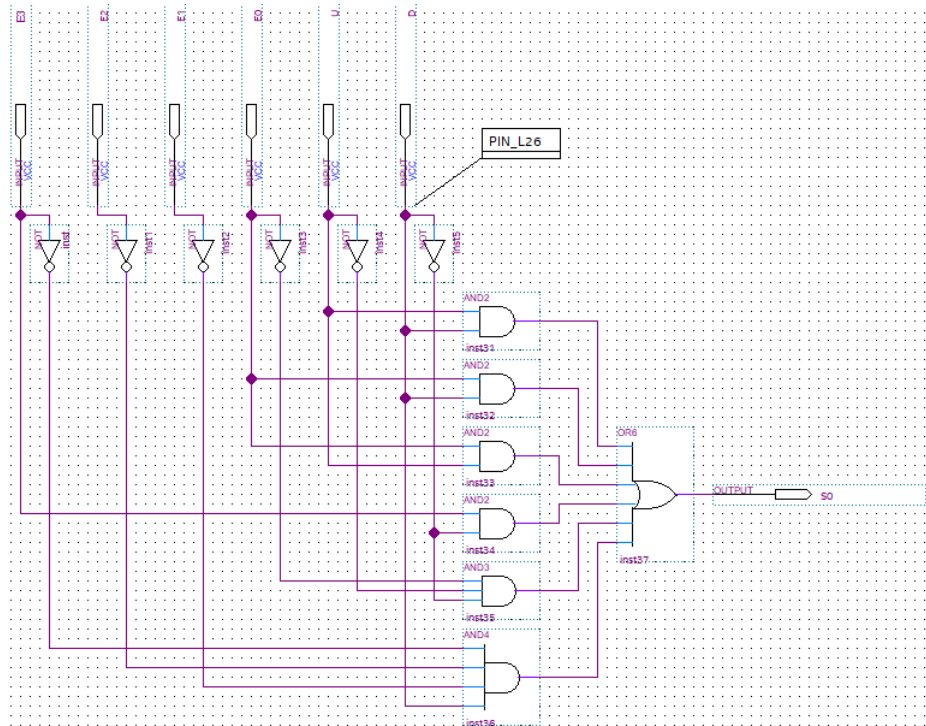 E3
E2
E1
E0
U
D
PIN_L26
INPUT
VCC
INPUT
VCC
INPUT
VCC
INPUT
VCC
INPUT
VCC
INPUT
VCC
NOT
inst
NOT
inst1
NOT
inst2
NOT
inst3
NOT
inst4
NOT
inst5
AND2
inst31
AND2
inst32
AND2
inst33
AND2
inst34
AND3
inst35
AND4
inst36
OR6
inst37
OUTPUT
S0